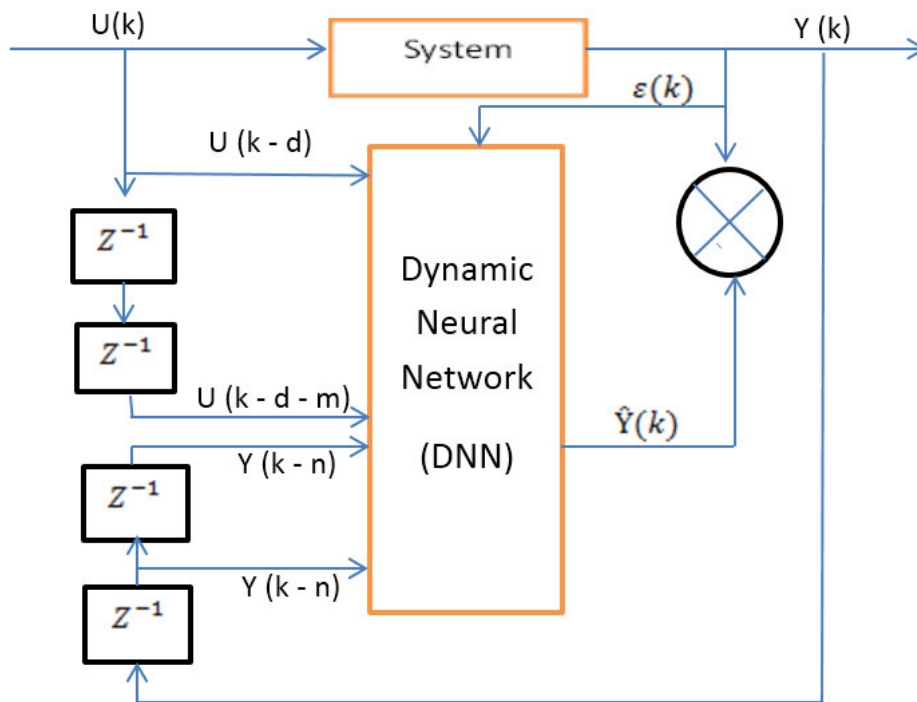 U(k)
System
Y (k)
ε(k)
U (k - d)
Z⁻¹
Dynamic
Neural
Network
(DNN)
Z⁻¹
U (k - d - m)
Ŷ(k)
Y (k - n)
Z⁻¹
Y (k - n)
Z⁻¹